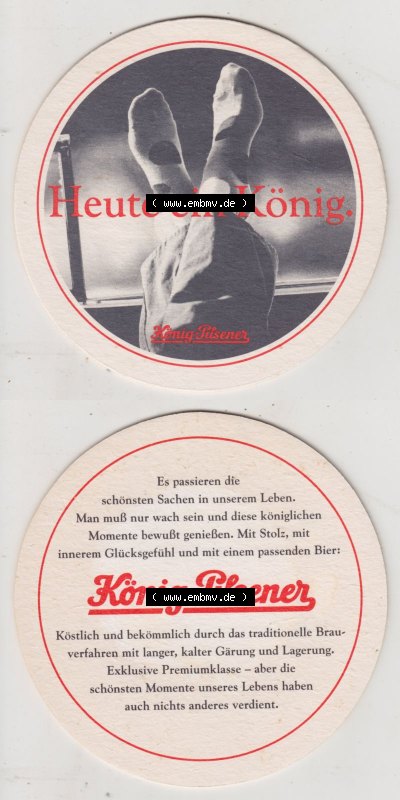 Heute ein König.
( www.embmv.de )
König Pilsener
Es passieren die
schönsten Sachen in unserem Leben.
Man muß nur wach sein und diese königlichen
Momente bewußt genießen. Mit Stolz, mit
innerem Glücksgefühl und mit einem passenden Bier:
König Pilsener
( www.embmv.de )
Köstlich und bekömmlich durch das traditionelle Brau-
verfahren mit langer, kalter Gärung und Lagerung.
Exklusive Premiumklasse – aber die
schönsten Momente unseres Lebens haben
auch nichts anderes verdient.